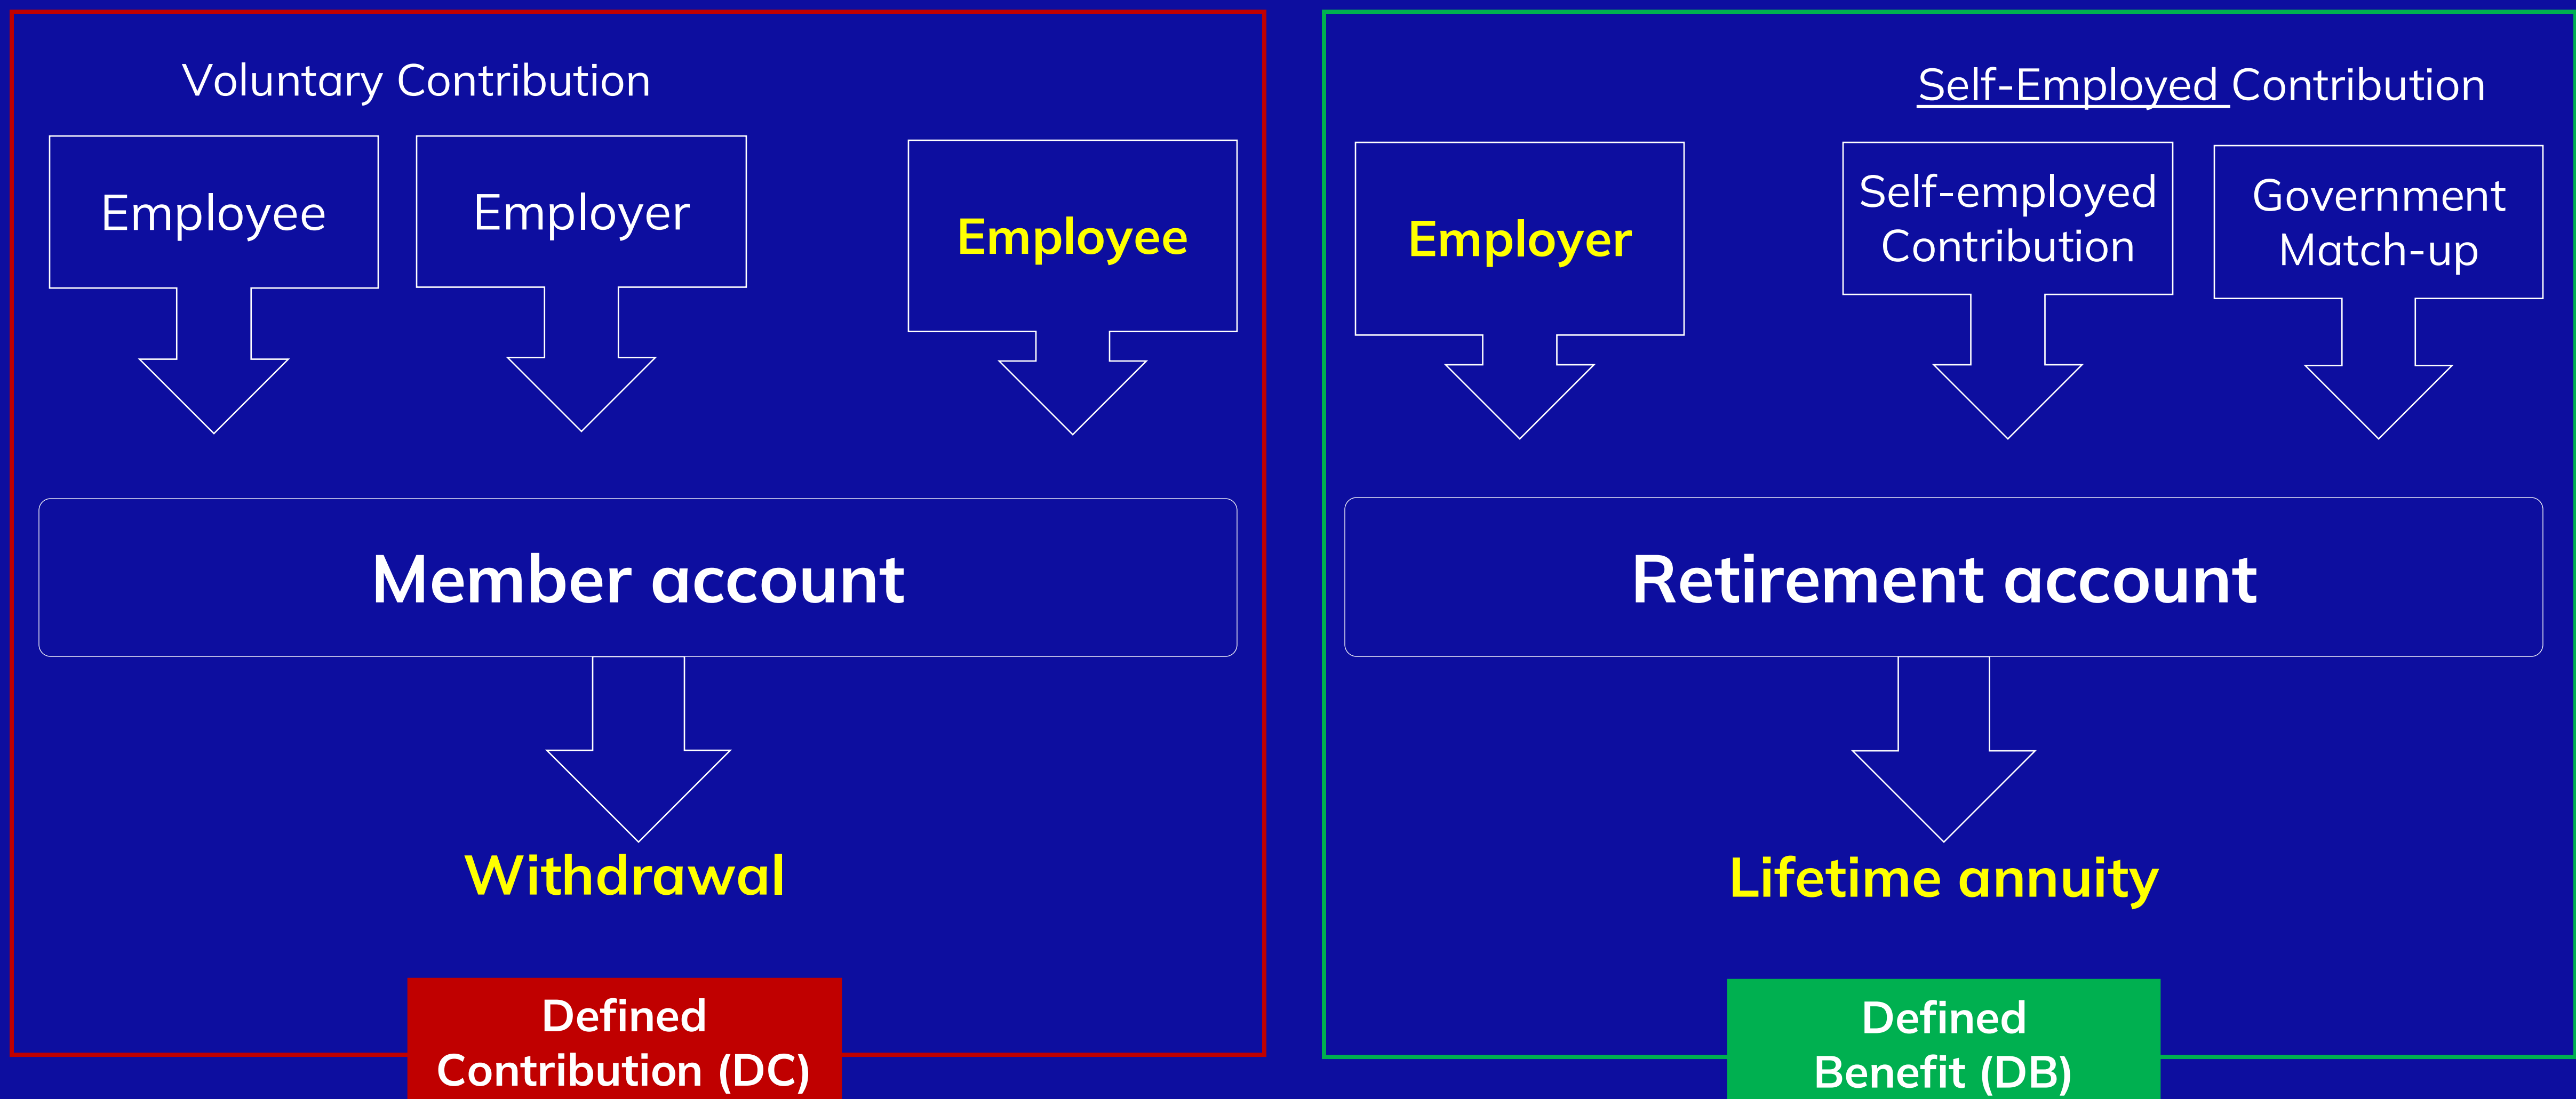 Voluntary Contribution
Employee
Employer
Employee
Member account
Withdrawal
Defined
Contribution (DC)
Self-Employed Contribution
Employer
Self-employed
Contribution
Government
Match-up
Retirement account
Lifetime annuity
Defined
Benefit (DB)